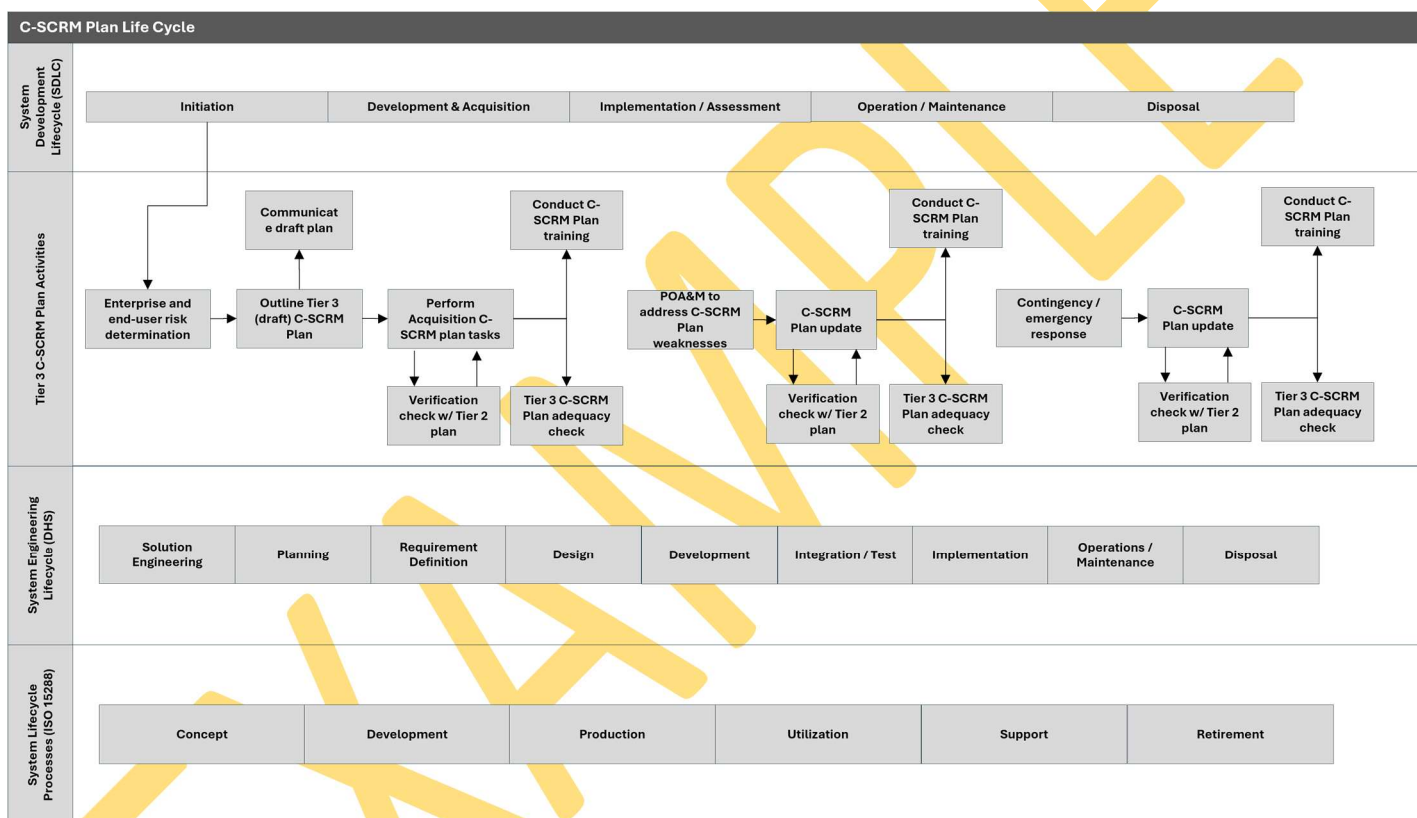 C-SCRM Plan Life Cycle
System
Development
Lifecycle (SDLC)
Initiation
Development & Acquisition
Implementation / Assessment
Operation / Maintenance
Disposal
Tier 3 C-SCRM Plan Activities
Enterprise and
end-user risk
determination
Communicat
e draft plan
Outline Tier 3
(draft) C-SCRM
Plan
Perform
Acquisition C-
SCRM plan tasks
Verification
check w/ Tier 2
plan
Conduct C-
SCRM Plan
training
Tier 3 C-SCRM
Plan adequacy
check
POA&M to
address C-SCRM
Plan
weaknesses
C-SCRM
Plan update
Verification
check w/ Tier 2
plan
Conduct C-
SCRM Plan
training
Tier 3 C-SCRM
Plan adequacy
check
Contingency /
emergency
response
C-SCRM
Plan update
Verification
check w/ Tier 2
plan
Conduct C-
SCRM Plan
training
Tier 3 C-SCRM
Plan adequacy
check
System Engineering
Lifecycle (DHS)
Solution
Engineering
Planning
Requirement
Definition
Design
Development
Integration / Test
Implementation
Operations /
Maintenance
Disposal
System Lifecycle
Processes (ISO 15288)
Concept
Development
Production
Utilization
Support
Retirement
EXAMPLE